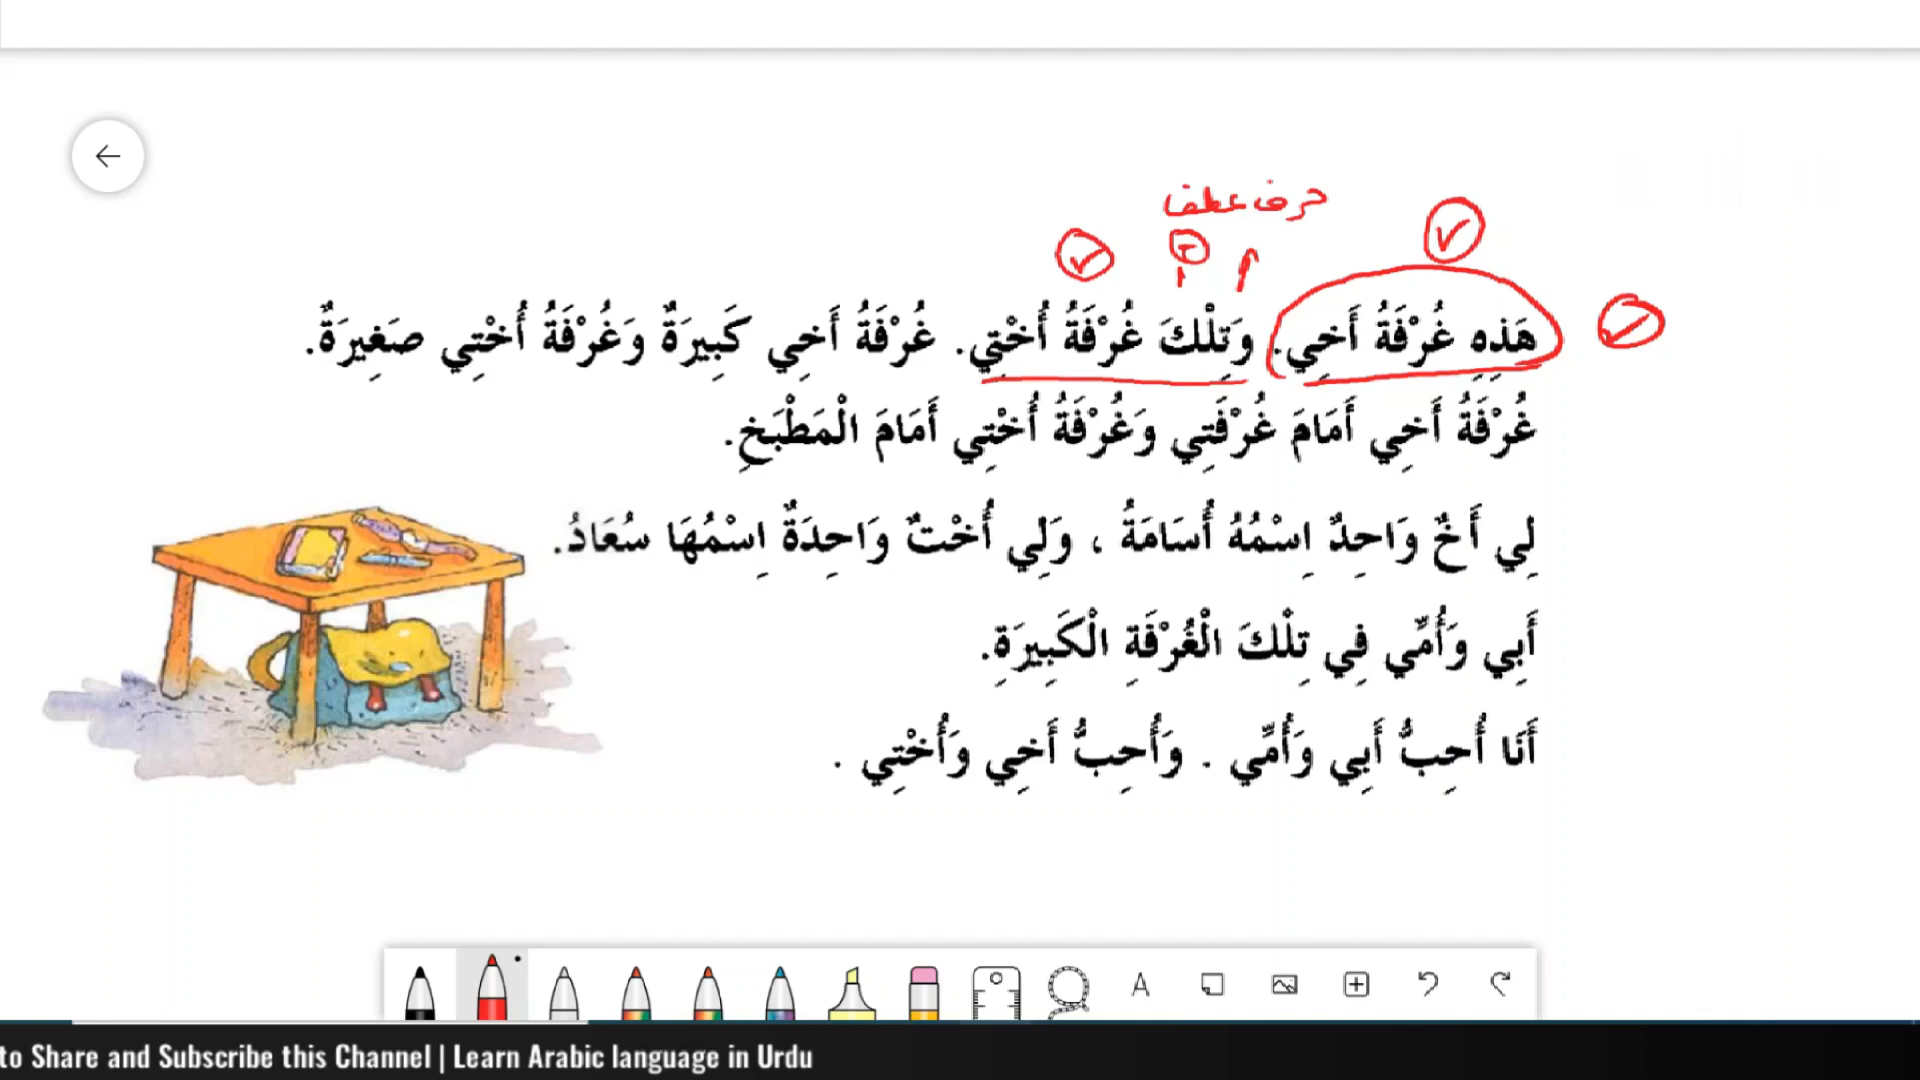 حرف عطف
هَذِهِ غُرْفَةُ أَخِي. وَتِلْكَ غُرْفَةُ أُخْتِي. غُرْفَةُ أَخِي كَبِيرَةٌ وَغُرْفَةُ أُخْتِي صَغِيرَةٌ.
غُرْفَةُ أَخِي أَمَامَ غُرْفَتِي وَغُرْفَةُ أُخْتِي أَمَامَ الْمَطْبَخِ.
لِي أَخٌ وَاحِدٌ اِسْمُهُ أُسَامَةُ ، وَلِي أُخْتٌ وَاحِدَةٌ اِسْمُهَا سُعَادُ.
أَبِي وَأُمِّي فِي تِلْكَ الْغُرْفَةِ الْكَبِيرَةِ.
أَنَا أُحِبُّ أَبِي وَأُمِّي . وَأُحِبُّ أَخِي وَأُخْتِي .
A
to Share and Subscribe this Channel | Learn Arabic language in Urdu